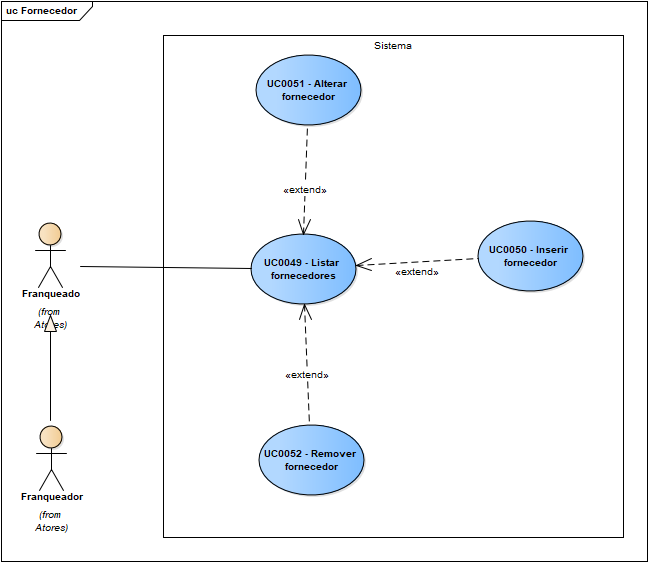 uc Fornecedor
Sistema
UC0051 - Alterar
fornecedor
«extend»
UC0050 - Inserir
fornecedor
UC0049 - Listar
fornecedores
«extend»
Franqueado
(from
Atores)
«extend»
UC0052 - Remover
fornecedor
Franqueador
(from
Atores)